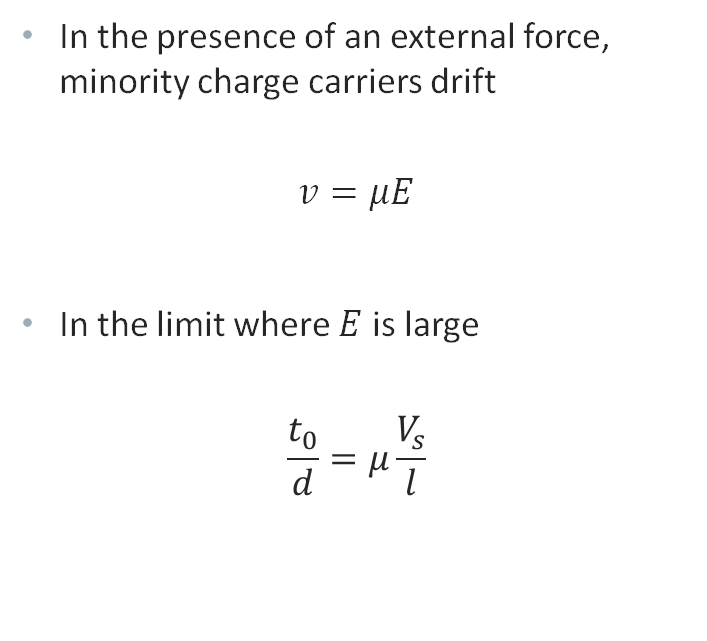 • In the presence of an external force,
minority charge carriers drift
v = μE
• In the limit where E is large
t₀/d = μ Vₛ/l